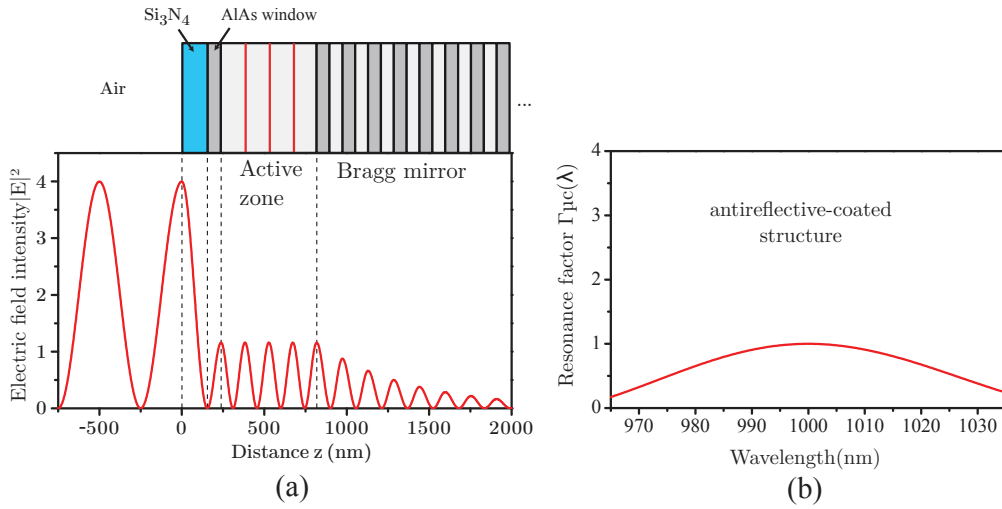 Si₃N₄
AlAs window
Air
...
Active
zone
Bragg mirror
Electric field intensity|E|²
4
3
2
1
0
-500
0
500
1000
1500
2000
Distance z (nm)
(a)
Resonance factor Γμc(λ)
4
3
2
1
0
antireflective-coated
structure
970
980
990
1000
1010
1020
1030
Wavelength(nm)
(b)